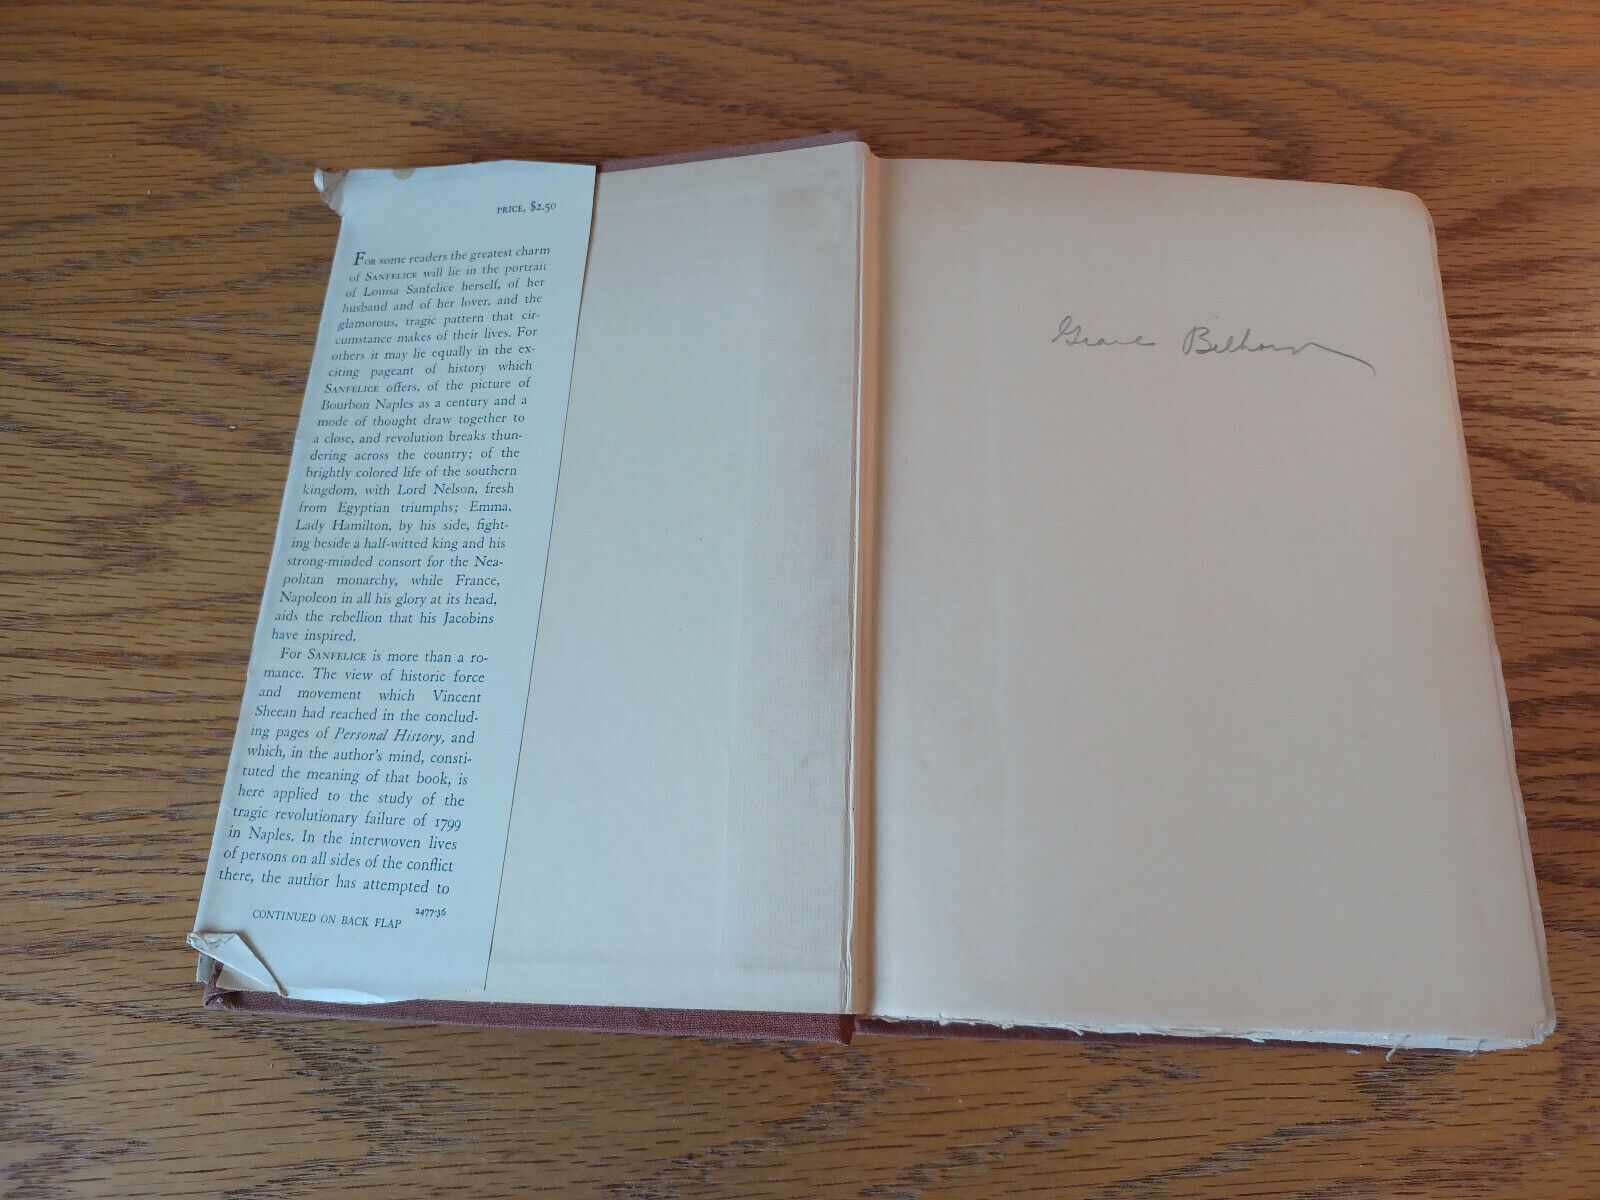 PRICE, $2.50
FOR some readers the greatest charm
of SANFELICE will lie in the portrait
of Louisa Sanfelice herself, of her
husband and of her lover, and the
glamorous, tragic pattern that cir-
cumstance makes of their lives. For
others it may lie equally in the ex-
citing pageant of history which
SANFELICE offers, of the picture of
Bourbon Naples as a century and a
mode of thought draw together to
a close, and revolution breaks thun-
dering across the country; of the
brightly colored life of the southern
kingdom, with Lord Nelson, fresh
from Egyptian triumphs; Emma,
Lady Hamilton, by his side, fight-
ing beside a half-witted king and his
strong-minded consort for the Nea-
politan monarchy, while France,
Napoleon in all his glory at its head,
aids the rebellion that his Jacobins
have inspired.
For SANFELICE is more than a ro-
mance. The view of historic force
and movement which Vincent
Sheean had reached in the conclud-
ing pages of Personal History, and
which, in the author's mind, consti-
tuted the meaning of that book, is
here applied to the study of the
tragic revolutionary failure of 1799
in Naples. In the interwoven lives
of persons on all sides of the conflict
there, the author has attempted to
CONTINUED ON BACK FLAP 2477-36